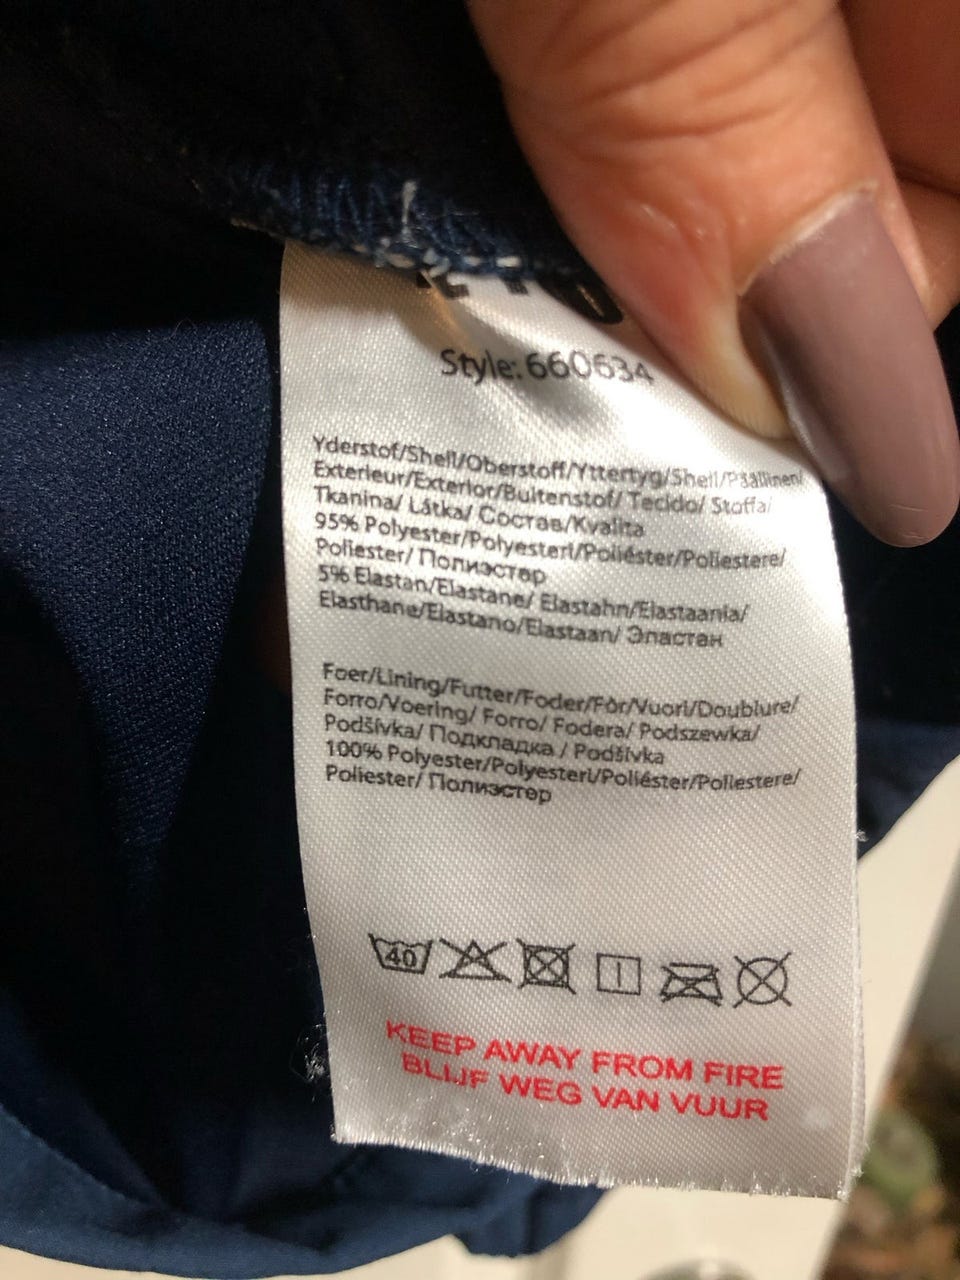 Style: 660634
Yderstof/Shell/Oberstoff/Yttertyg/Shell/Päällinen/
Exterieur/Exterior/Buitenstof/ Tecido/ Stoffa/
Tkanina/ Látka/ Состав/Kvalita
95% Polyester/Polyesteri/Poliéster/Poliestere/
Poliester/ Полиэстер
5% Elastan/Elastane/ Elastahn/Elastaania/
Elasthane/Elastano/Elastaan/ Эластан
Foer/Lining/Futter/Foder/Fôr/Vuori/Doublure/
Forro/Voering/ Forro/ Fodera/ Podszewka/
Podšívka/ Подкладка / Podšívka
100% Polyester/Polyesteri/Poliéster/Poliestere/
Poliester/ Полиэстер
40
KEEP AWAY FROM FIRE
BLIJF WEG VAN VUUR